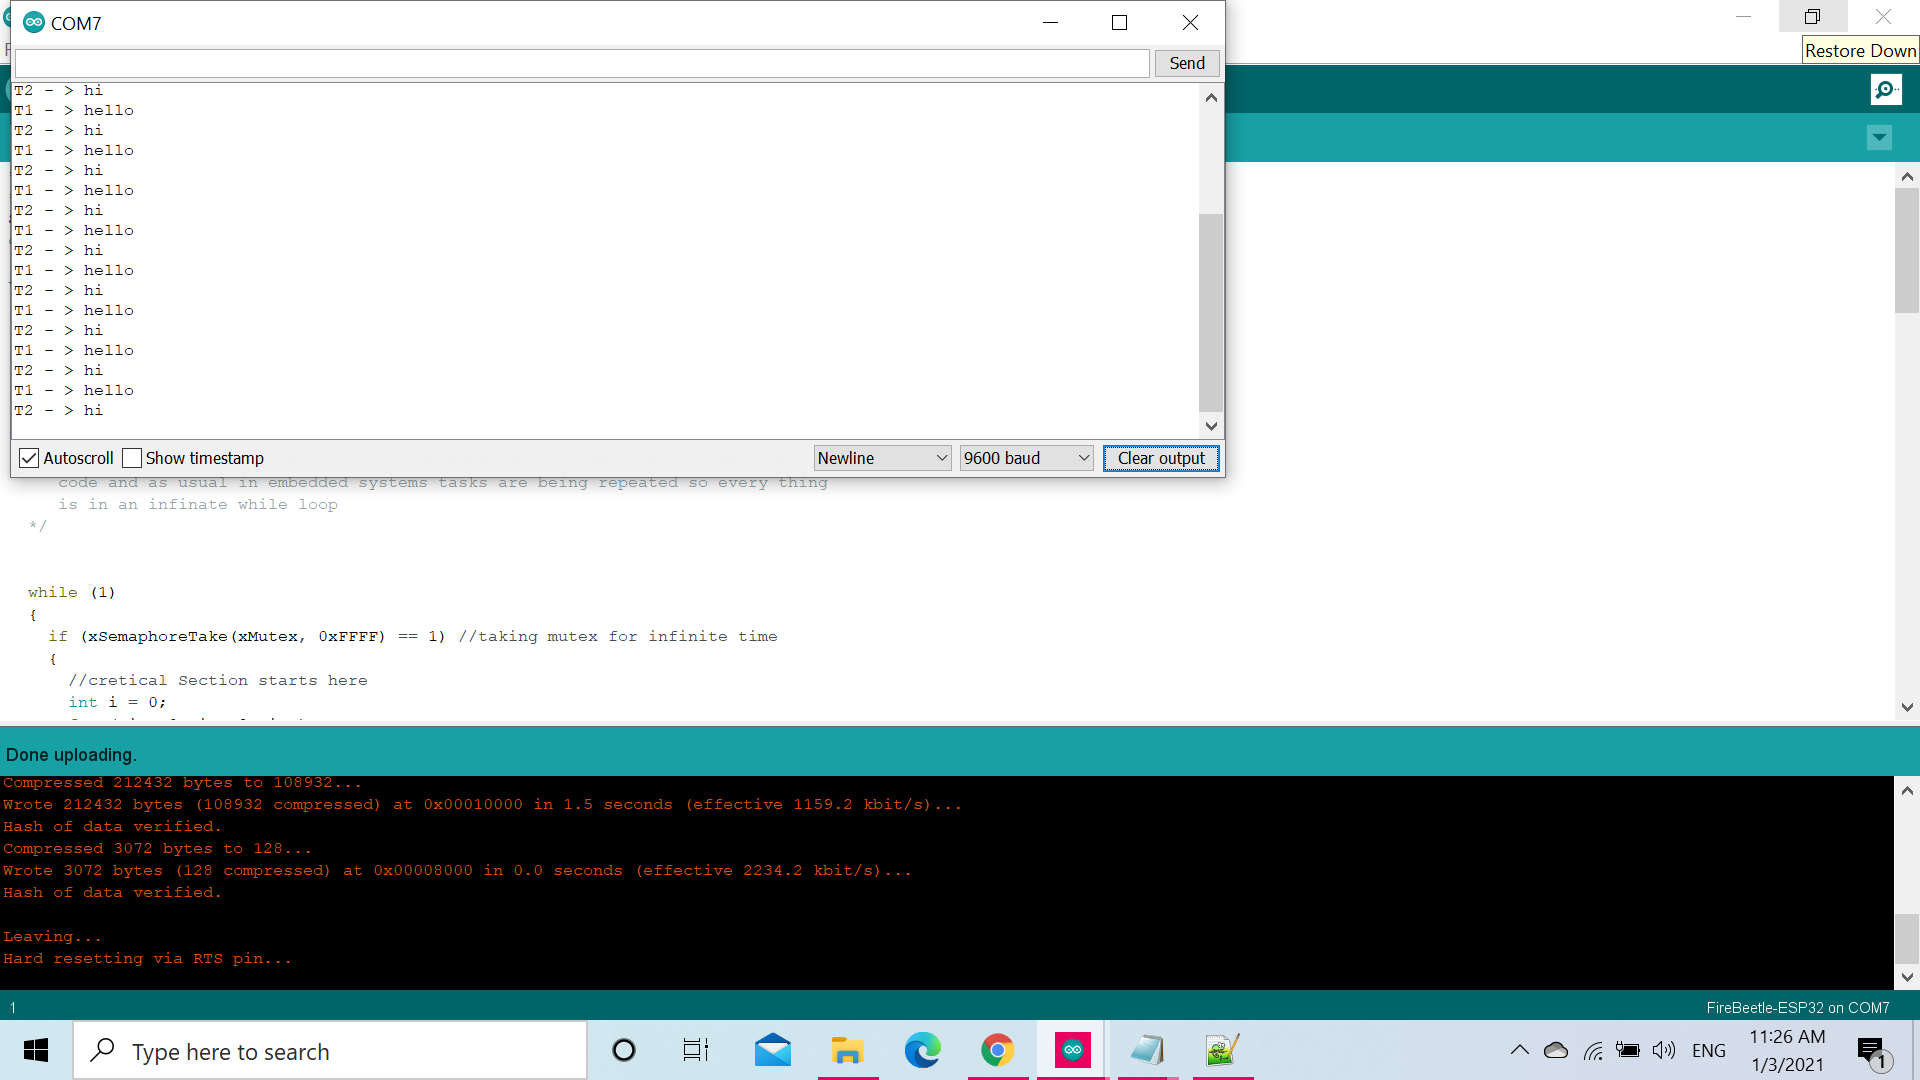 COM7
Restore Down
Send
T2 - > hi
T1 - > hello
T2 - > hi
T1 - > hello
T2 - > hi
T1 - > hello
T2 - > hi
T1 - > hello
T2 - > hi
T1 - > hello
T2 - > hi
T1 - > hello
T2 - > hi
T1 - > hello
T2 - > hi
T1 - > hello
T2 - > hi
Autoscroll Show timestamp Newline 9600 baud Clear output
code and as usual in embedded systems tasks are being repeated so every thing
is in an infinate while loop
*/
while (1)
{
if (xSemaphoreTake(xMutex, 0xFFFF) == 1) //taking mutex for infinite time
{
//cretical Section starts here
int i = 0;
Done uploading.
Compressed 212432 bytes to 108932...
Wrote 212432 bytes (108932 compressed) at 0x00010000 in 1.5 seconds (effective 1159.2 kbit/s)...
Hash of data verified.
Compressed 3072 bytes to 128...
Wrote 3072 bytes (128 compressed) at 0x00008000 in 0.0 seconds (effective 2234.2 kbit/s)...
Hash of data verified.
Leaving...
Hard resetting via RTS pin...
1 FireBeetle-ESP32 on COM7
Type here to search
ENG
11:26 AM
1/3/2021
1